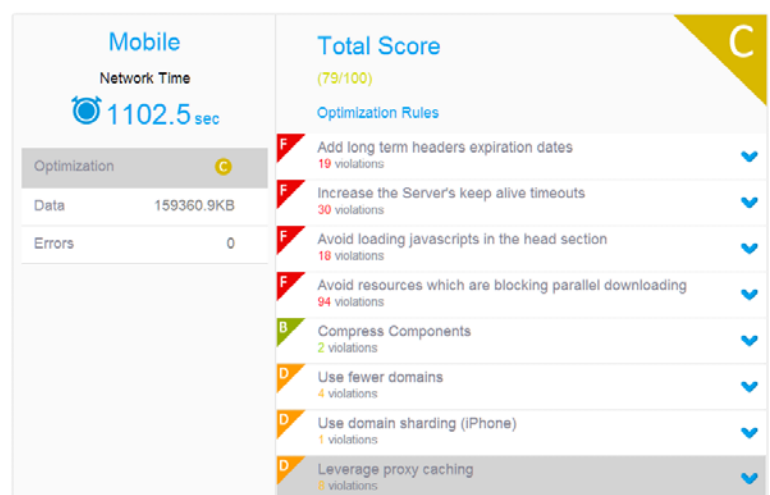 Mobile
Network Time
1102.5 sec
Optimization C
Data 159360.9KB
Errors 0
Total Score
C
(79/100)
Optimization Rules
F
Add long term headers expiration dates
19 violations
F
Increase the Server's keep alive timeouts
30 violations
F
Avoid loading javascripts in the head section
18 violations
F
Avoid resources which are blocking parallel downloading
94 violations
B
Compress Components
2 violations
D
Use fewer domains
4 violations
D
Use domain sharding (iPhone)
1 violations
D
Leverage proxy caching
8 violations